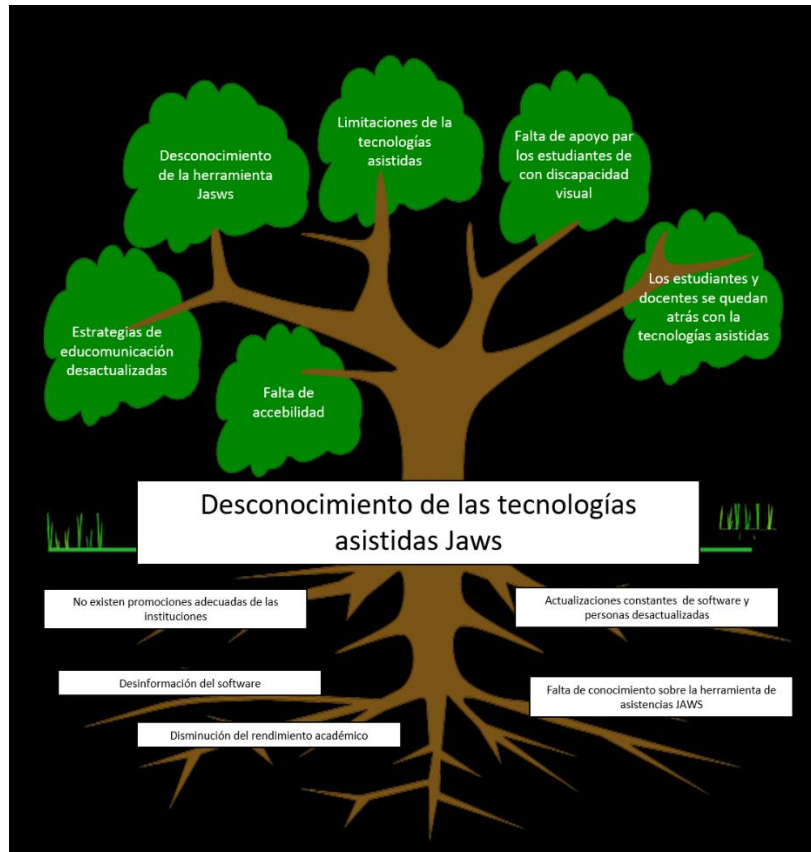 Desconocimiento
de la herramienta
Jasws
Limitaciones de la
tecnologías
asistidas
Falta de apoyo par
los estudiantes de
con discapacidad
visual
Estrategias de
educomunicación
desactualizadas
Falta de
accebilidad
Los estudiantes y
docentes se quedan
atrás con la
tecnologías asistidas
Desconocimiento de las tecnologías
asistidas Jaws
No existen promociones adecuadas de las
instituciones
Actualizaciones constantes de software y
personas desactualizadas
Desinformación del software
Falta de conocimiento sobre la herramienta de
asistencias JAWS
Disminución del rendimiento académico